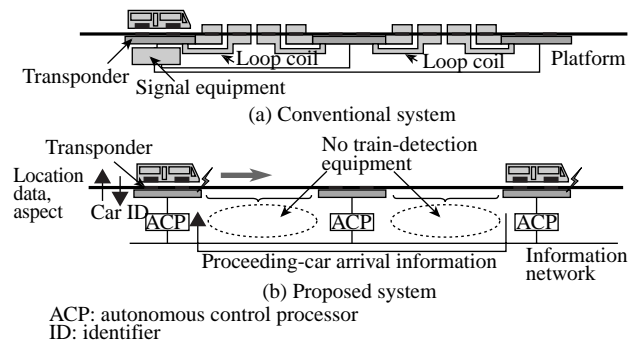 Transponder
Loop coil
Loop coil
Platform
Signal equipment
(a) Conventional system
Transponder
No train-detection
equipment
Location
data,
aspect
Car ID
ACP
ACP
ACP
Proceeding-car arrival information
Information
network
(b) Proposed system
ACP: autonomous control processor
ID: identifier